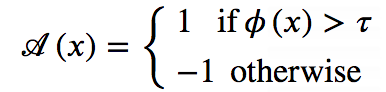 𝒜 (x) = { 1 if ϕ (x) > τ
−1 otherwise